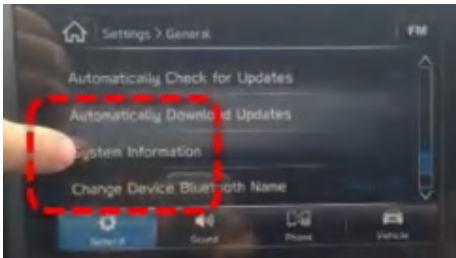 Settings > General
FM
Automatically Check for Updates
Automatically Download Updates
System Information
Change Device Bluetooth Name
General
Sound
Phone
Vehicle